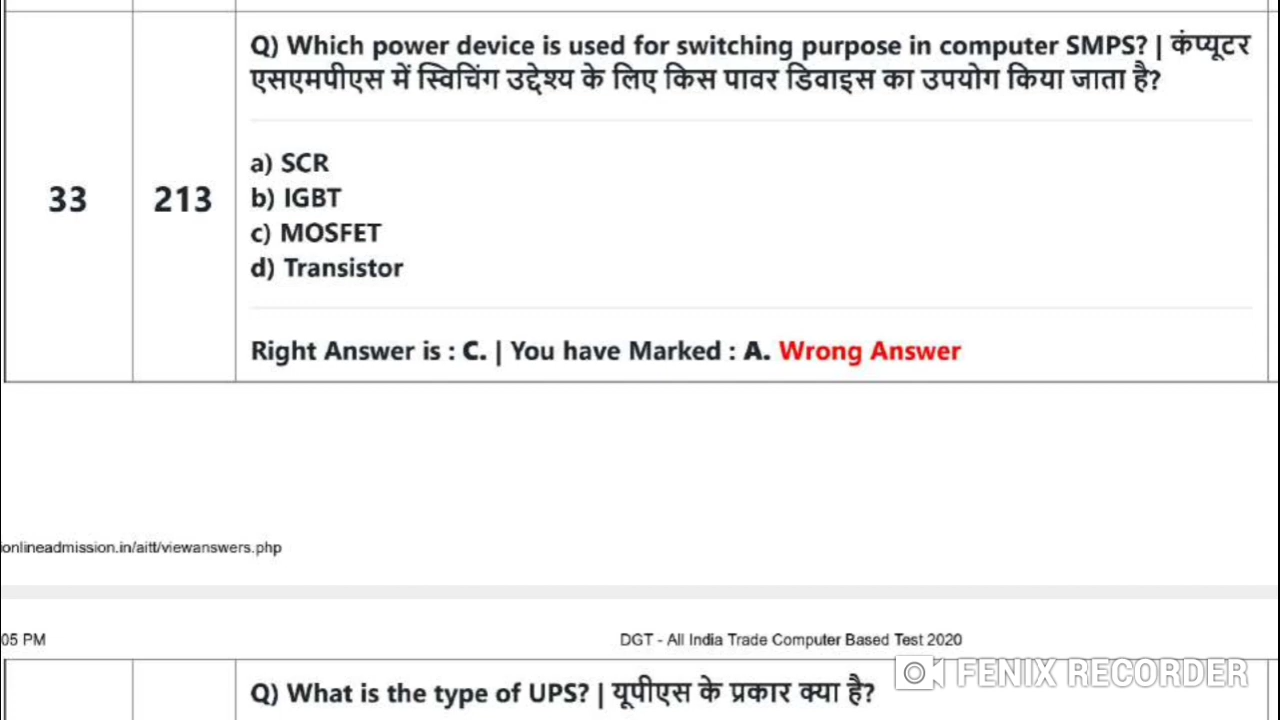 Q) Which power device is used for switching purpose in computer SMPS? | कंप्यूटर
एसएमपीएस में स्विचिंग उद्देश्य के लिए किस पावर डिवाइस का उपयोग किया जाता है?
33
213
a) SCR
b) IGBT
c) MOSFET
d) Transistor
Right Answer is : C. | You have Marked : A. Wrong Answer
ionlineadmission.in/aitt/viewanswers.php
05 PM
DGT - All India Trade Computer Based Test 2020
FENIX RECORDER
Q) What is the type of UPS? | यूपीएस के प्रकार क्या है?